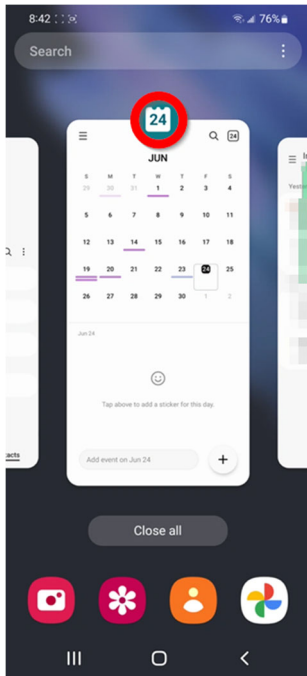 8:42
76%
Search
24
24
JUN
S M T W T F S
29 30 31 1 2 3 4
5 6 7 8 9 10 11
12 13 14 15 16 17 18
19 20 21 22 23 24 25
26 27 28 29 30 1 2
Jun 24
Tap above to add a sticker for this day.
Add event on Jun 24
acts
Close all